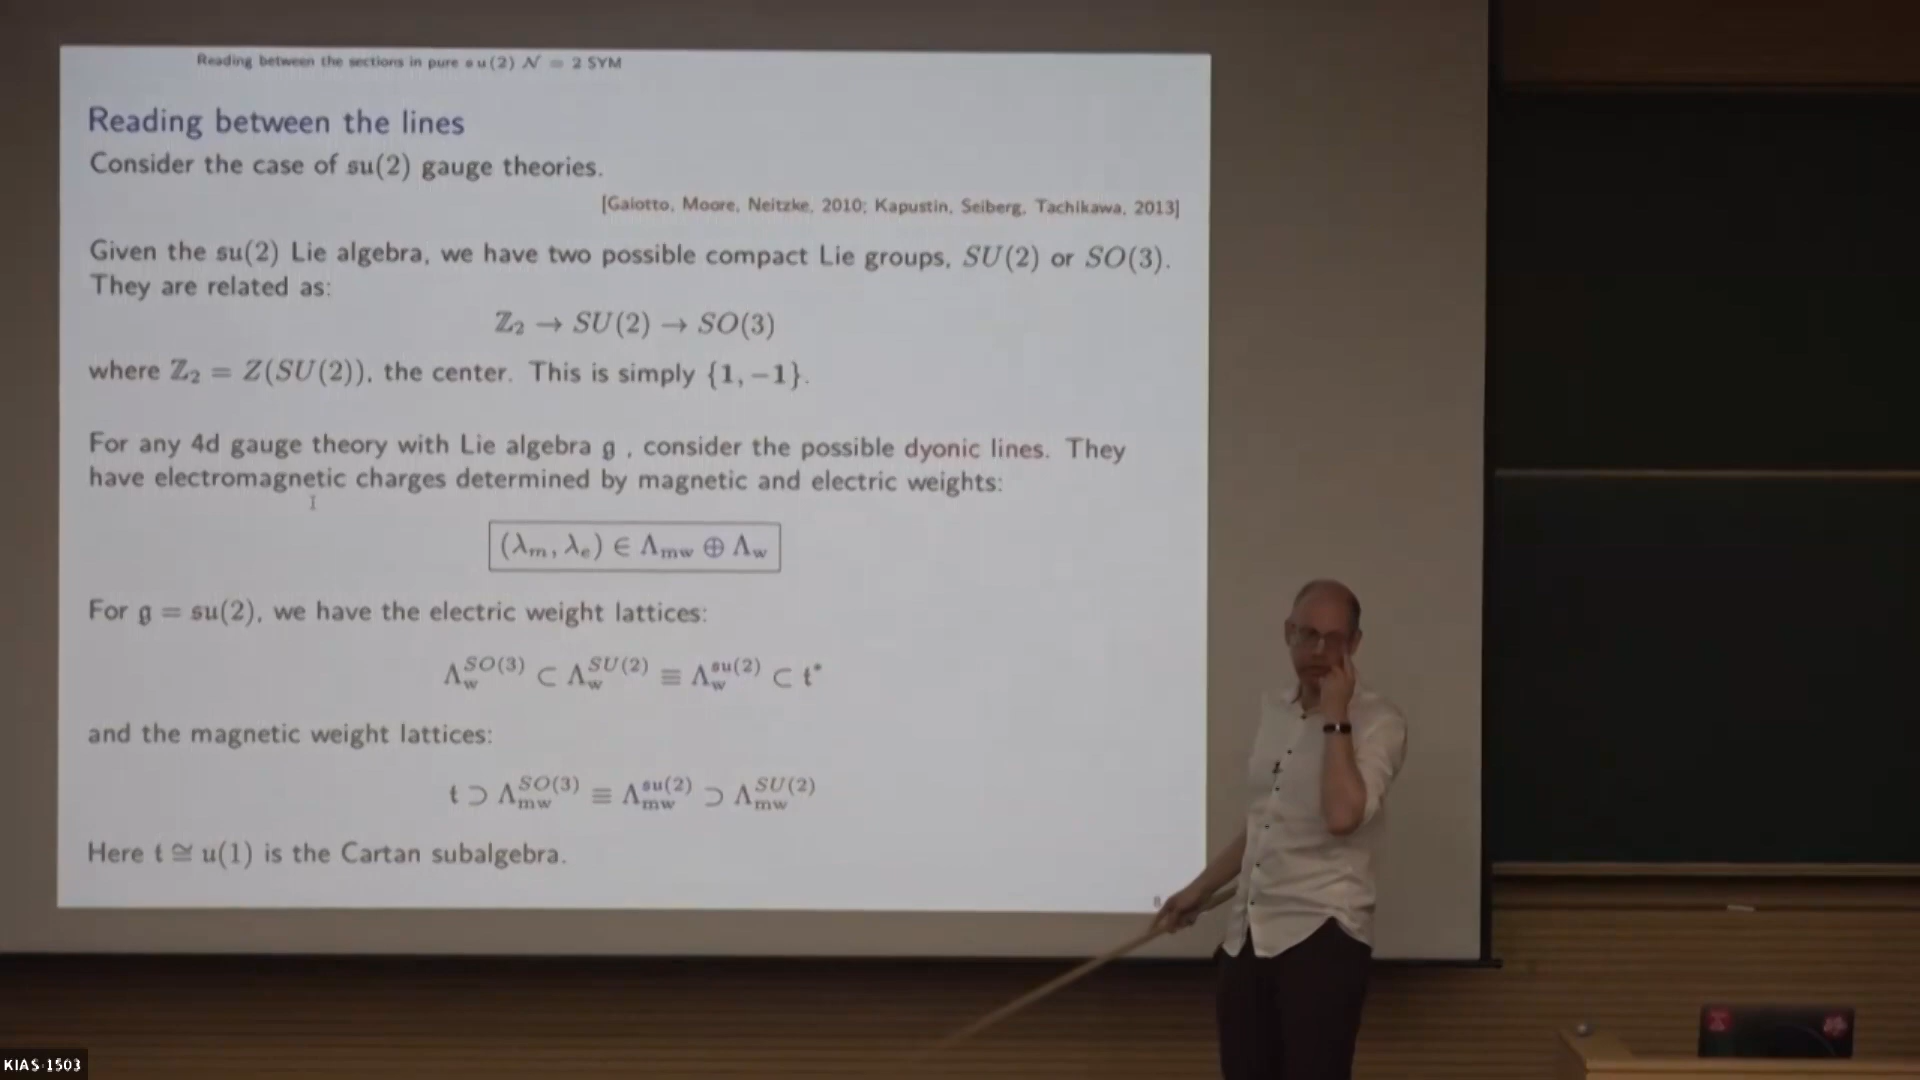 Reading between the sections in pure su(2) N = 2 SYM
Reading between the lines
Consider the case of su(2) gauge theories.
[Gaiotto, Moore, Neitzke, 2010; Kapustin, Seiberg, Tachikawa, 2013]
Given the su(2) Lie algebra, we have two possible compact Lie groups, SU(2) or SO(3).
They are related as:
ℤ₂ → SU(2) → SO(3)
where ℤ₂ = Z(SU(2)), the center. This is simply {1, −1}.
For any 4d gauge theory with Lie algebra 𝔤 , consider the possible dyonic lines. They
have electromagnetic charges determined by magnetic and electric weights:
(λ_m, λ_e) ∈ Λ_mw ⊕ Λ_w
For 𝔤 = su(2), we have the electric weight lattices:
Λ_w^{SO(3)} ⊂ Λ_w^{SU(2)} ≡ Λ_w^{su(2)} ⊂ t*
and the magnetic weight lattices:
t ⊃ Λ_mw^{SO(3)} ≡ Λ_mw^{su(2)} ⊃ Λ_mw^{SU(2)}
Here t ≅ u(1) is the Cartan subalgebra.
8
KIAS-1503